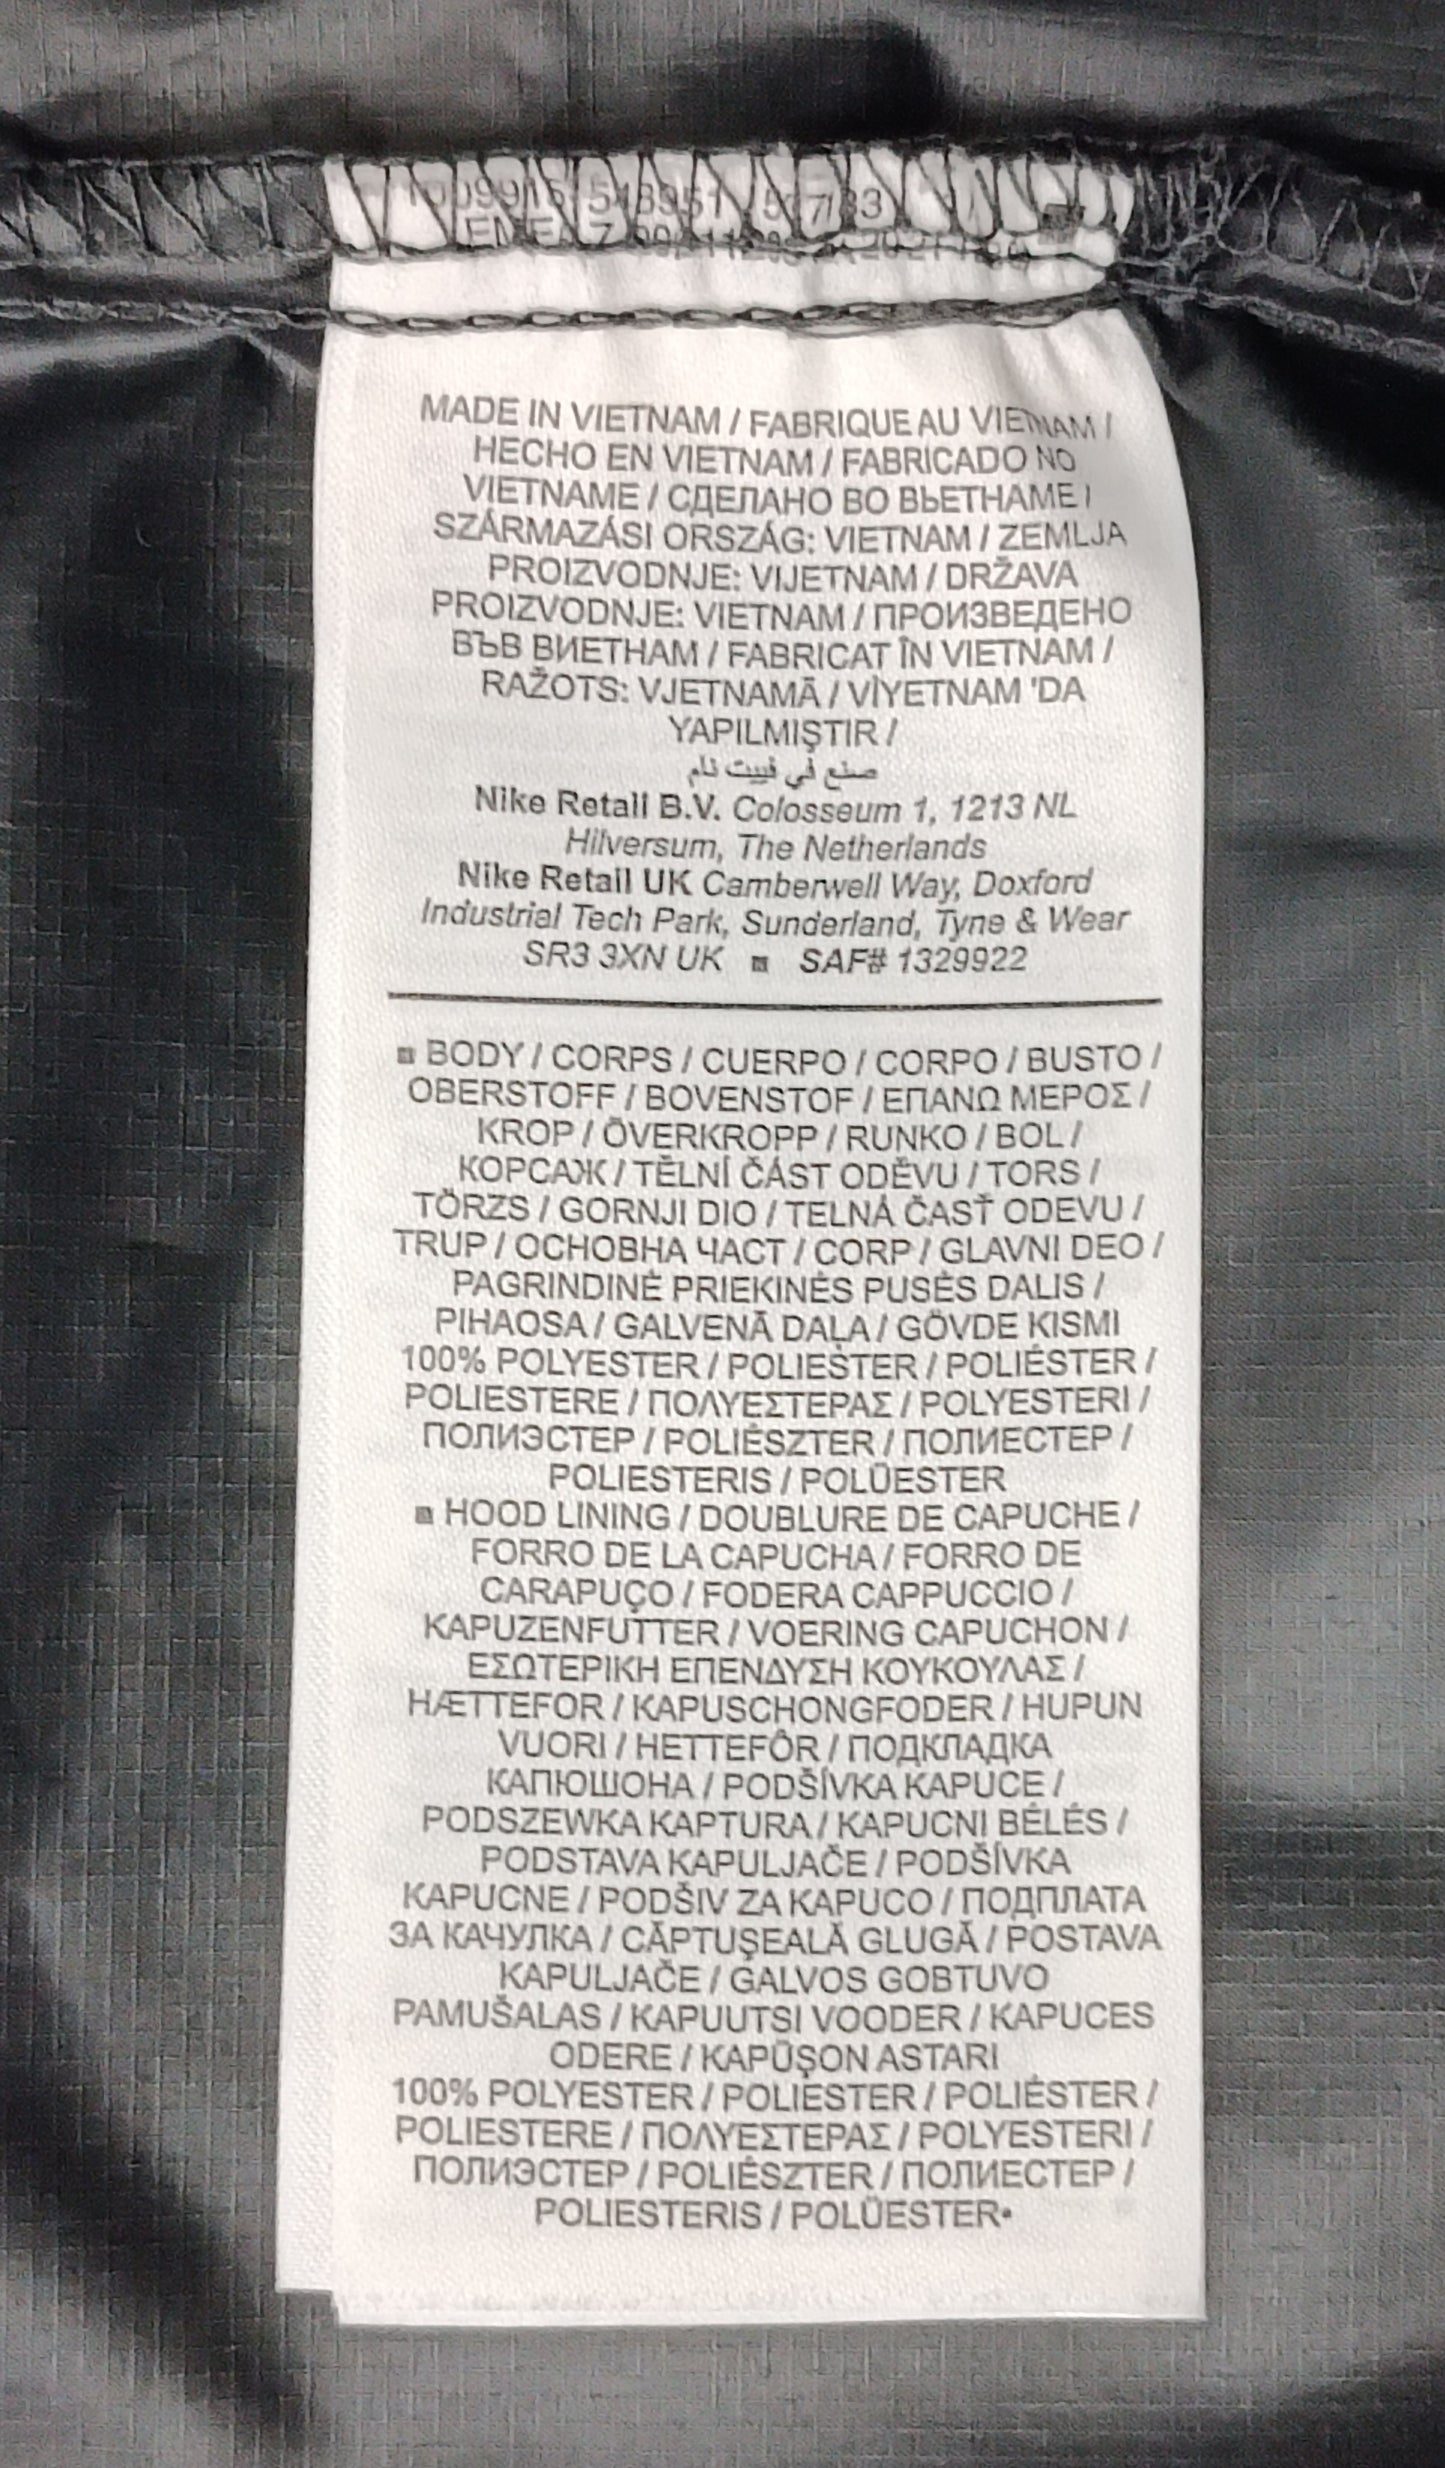 MADE IN VIETNAM / FABRIQUE AU VIETNAM /
HECHO EN VIETNAM / FABRICADO NO
VIETNAME / СДЕЛАНО ВО ВЬЕТНАМЕ /
SZÁRMAZÁSI ORSZÁG: VIETNAM / ZEMLJA
PROIZVODNJE: VIJETNAM / DRŽAVA
PROIZVODNJE: VIETNAM / ПРОИЗВЕДЕНО
ВЪВ ВИЕТНАМ / FABRICAT ÎN VIETNAM /
RAŽOTS: VJETNAMĀ / VİYETNAM 'DA
YAPILMIŞTIR /
صنع في فييت نام
Nike Retail B.V. Colosseum 1, 1213 NL
Hilversum, The Netherlands
Nike Retail UK Camberwell Way, Doxford
Industrial Tech Park, Sunderland, Tyne & Wear
SR3 3XN UK ■ SAF# 1329922
■ BODY / CORPS / CUERPO / CORPO / BUSTO /
OBERSTOFF / BOVENSTOF / ΕΠΑΝΩ ΜΕΡΟΣ /
KROP / ÖVERKROPP / RUNKO / BOL /
КОРСАЖ / TĚLNÍ ČÁST ODĚVU / TORS /
TÖRZS / GORNJI DIO / TELNÁ ČASŤ ODEVU /
TRUP / ОСНОВНА ЧАСТ / CORP / GLAVNI DEO /
PAGRINDINĖ PRIEKINĖS PUSĖS DALIS /
PIHAOSA / GALVENĀ DAĻA / GÖVDE KISMI
100% POLYESTER / POLIESTER / POLIÉSTER /
POLIESTERE / ΠΟΛΥΕΣΤΕΡΑΣ / POLYESTERI /
ПОЛИЭСТЕР / POLIÉSZTER / ПОЛИЕСТЕР /
POLIESTERIS / POLÜESTER
■ HOOD LINING / DOUBLURE DE CAPUCHE /
FORRO DE LA CAPUCHA / FORRO DE
CARAPUÇO / FODERA CAPPUCCIO /
KAPUZENFUTTER / VOERING CAPUCHON /
ΕΣΩΤΕΡΙΚΗ ΕΠΕΝΔΥΣΗ ΚΟΥΚΟΥΛΑΣ /
HÆTTEFOR / KAPUSCHONGFODER / HUPUN
VUORI / HETTEFÔR / ПОДКЛАДКА
КАПЮШОНА / PODŠÍVKA KAPUCE /
PODSZEWKA KAPTURA / KAPUCNI BÉLÉS /
PODSTAVA KAPULJAČE / PODŠÍVKA
KAPUCNE / PODŠIV ZA KAPUCO / ПОДПЛАТА
ЗА КАЧУЛКА / CĂPTUŞEALĂ GLUGĂ / POSTAVA
KAPULJAČE / GALVOS GOBTUVO
PAMUŠALAS / KAPUUTSI VOODER / KAPUCES
ODERE / KAPÜŞON ASTARI
100% POLYESTER / POLIESTER / POLIÉSTER /
POLIESTERE / ΠΟΛΥΕΣΤΕΡΑΣ / POLYESTERI /
ПОЛИЭСТЕР / POLIÉSZTER / ПОЛИЕСТЕР /
POLIESTERIS / POLÜESTER•